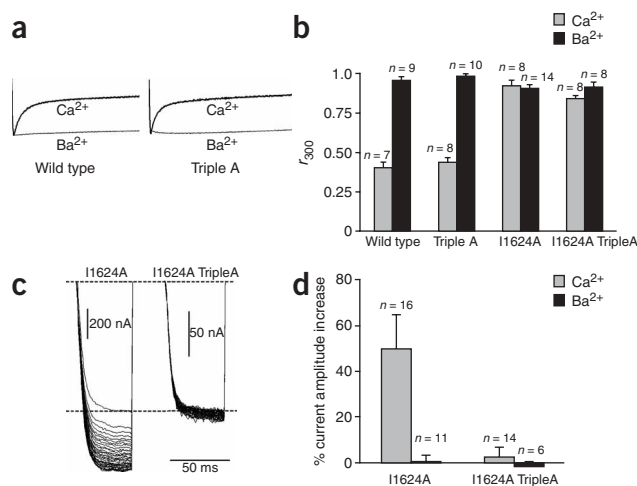 a
Ca2+
Ba2+
Wild type
Ca2+
Ba2+
Triple A
b
Ca2+
Ba2+
r300
1.0
0.75
0.50
0.25
0
n = 7
n = 9
n = 8
n = 10
n = 8
n = 14
n = 8
n = 8
Wild type
Triple A
I1624A
I1624A TripleA
c
I1624A
I1624A TripleA
200 nA
50 nA
50 ms
d
Ca2+
Ba2+
% current amplitude increase
80
60
40
20
0
n = 16
n = 11
n = 14
n = 6
I1624A
I1624A TripleA